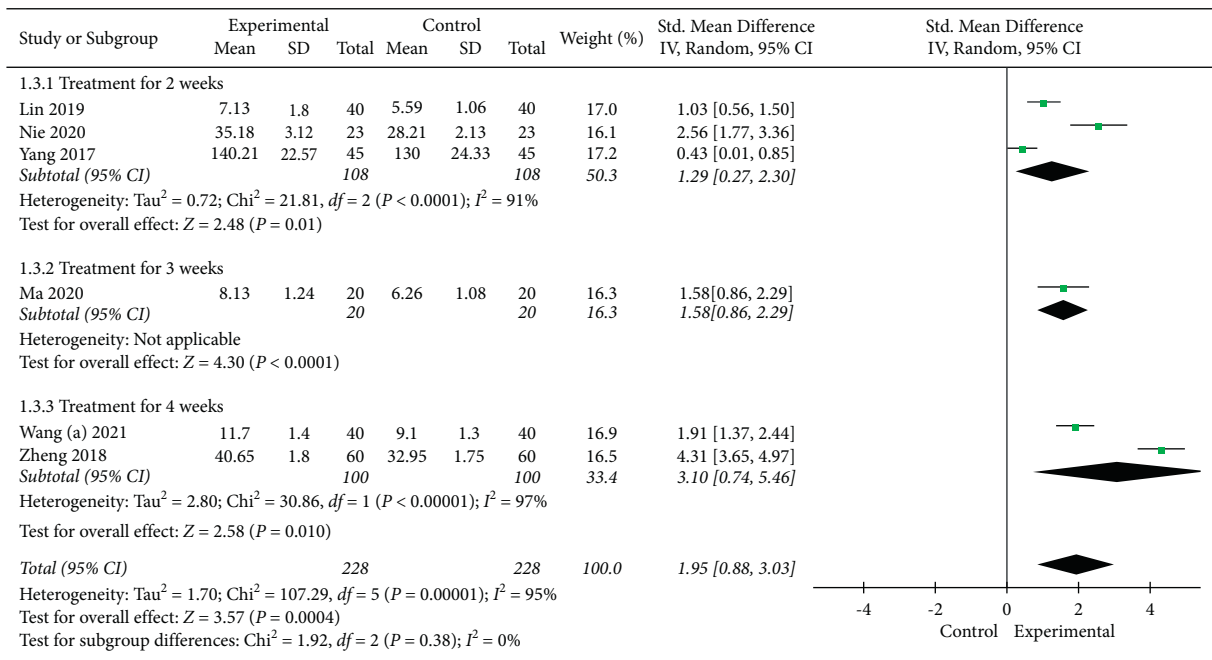 Study or Subgroup Experimental Control Weight (%) Std. Mean Difference Std. Mean Difference
Mean SD Total Mean SD Total IV, Random, 95% CI IV, Random, 95% CI
1.3.1 Treatment for 2 weeks
Lin 2019 7.13 1.8 40 5.59 1.06 40 17.0 1.03 [0.56, 1.50]
Nie 2020 35.18 3.12 23 28.21 2.13 23 16.1 2.56 [1.77, 3.36]
Yang 2017 140.21 22.57 45 130 24.33 45 17.2 0.43 [0.01, 0.85]
Subtotal (95% CI) 108 108 50.3 1.29 [0.27, 2.30]
Heterogeneity: Tau² = 0.72; Chi² = 21.81, df = 2 (P < 0.0001); I² = 91%
Test for overall effect: Z = 2.48 (P = 0.01)
1.3.2 Treatment for 3 weeks
Ma 2020 8.13 1.24 20 6.26 1.08 20 16.3 1.58[0.86, 2.29]
Subtotal (95% CI) 20 20 16.3 1.58[0.86, 2.29]
Heterogeneity: Not applicable
Test for overall effect: Z = 4.30 (P < 0.0001)
1.3.3 Treatment for 4 weeks
Wang (a) 2021 11.7 1.4 40 9.1 1.3 40 16.9 1.91 [1.37, 2.44]
Zheng 2018 40.65 1.8 60 32.95 1.75 60 16.5 4.31 [3.65, 4.97]
Subtotal (95% CI) 100 100 33.4 3.10 [0.74, 5.46]
Heterogeneity: Tau² = 2.80; Chi² = 30.86, df = 1 (P < 0.00001); I² = 97%
Test for overall effect: Z = 2.58 (P = 0.010)
Total (95% CI) 228 228 100.0 1.95 [0.88, 3.03]
Heterogeneity: Tau² = 1.70; Chi² = 107.29, df = 5 (P = 0.00001); I² = 95%
Test for overall effect: Z = 3.57 (P = 0.0004)
Test for subgroup differences: Chi² = 1.92, df = 2 (P = 0.38); I² = 0%
-4 -2 0 2 4
Control Experimental